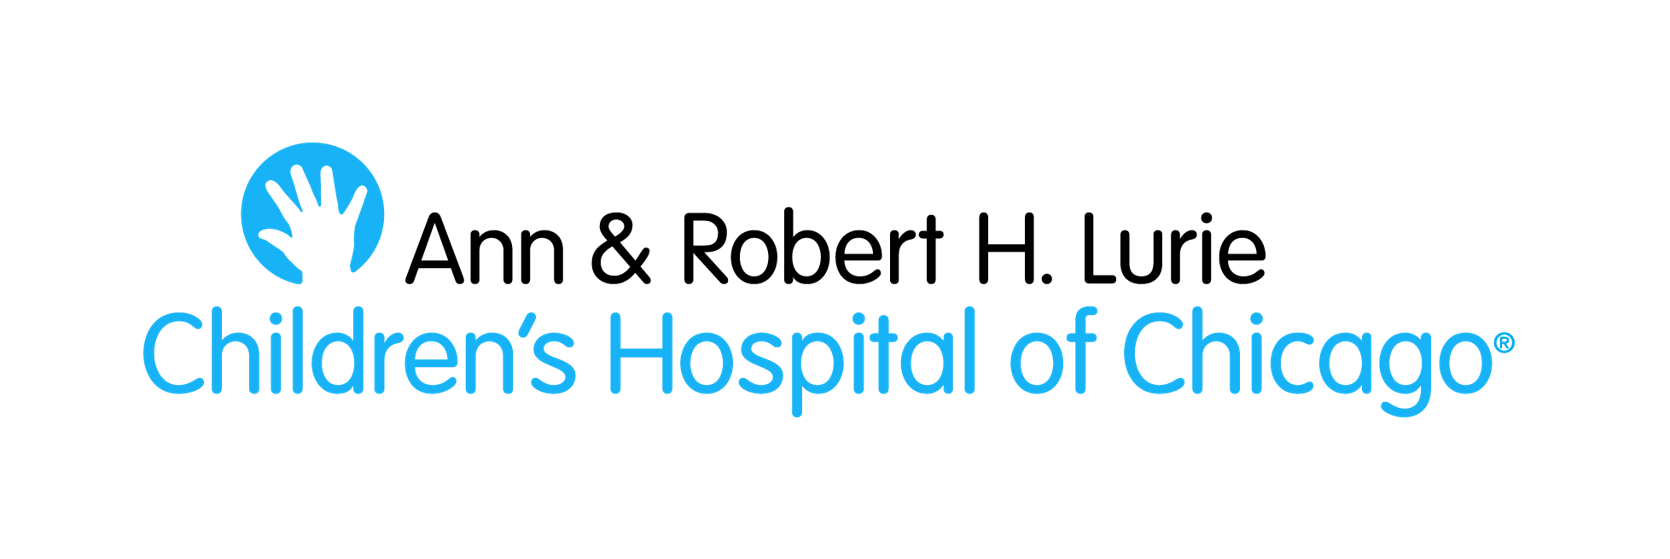 Ann & Robert H. Lurie
Children’s Hospital of Chicago®